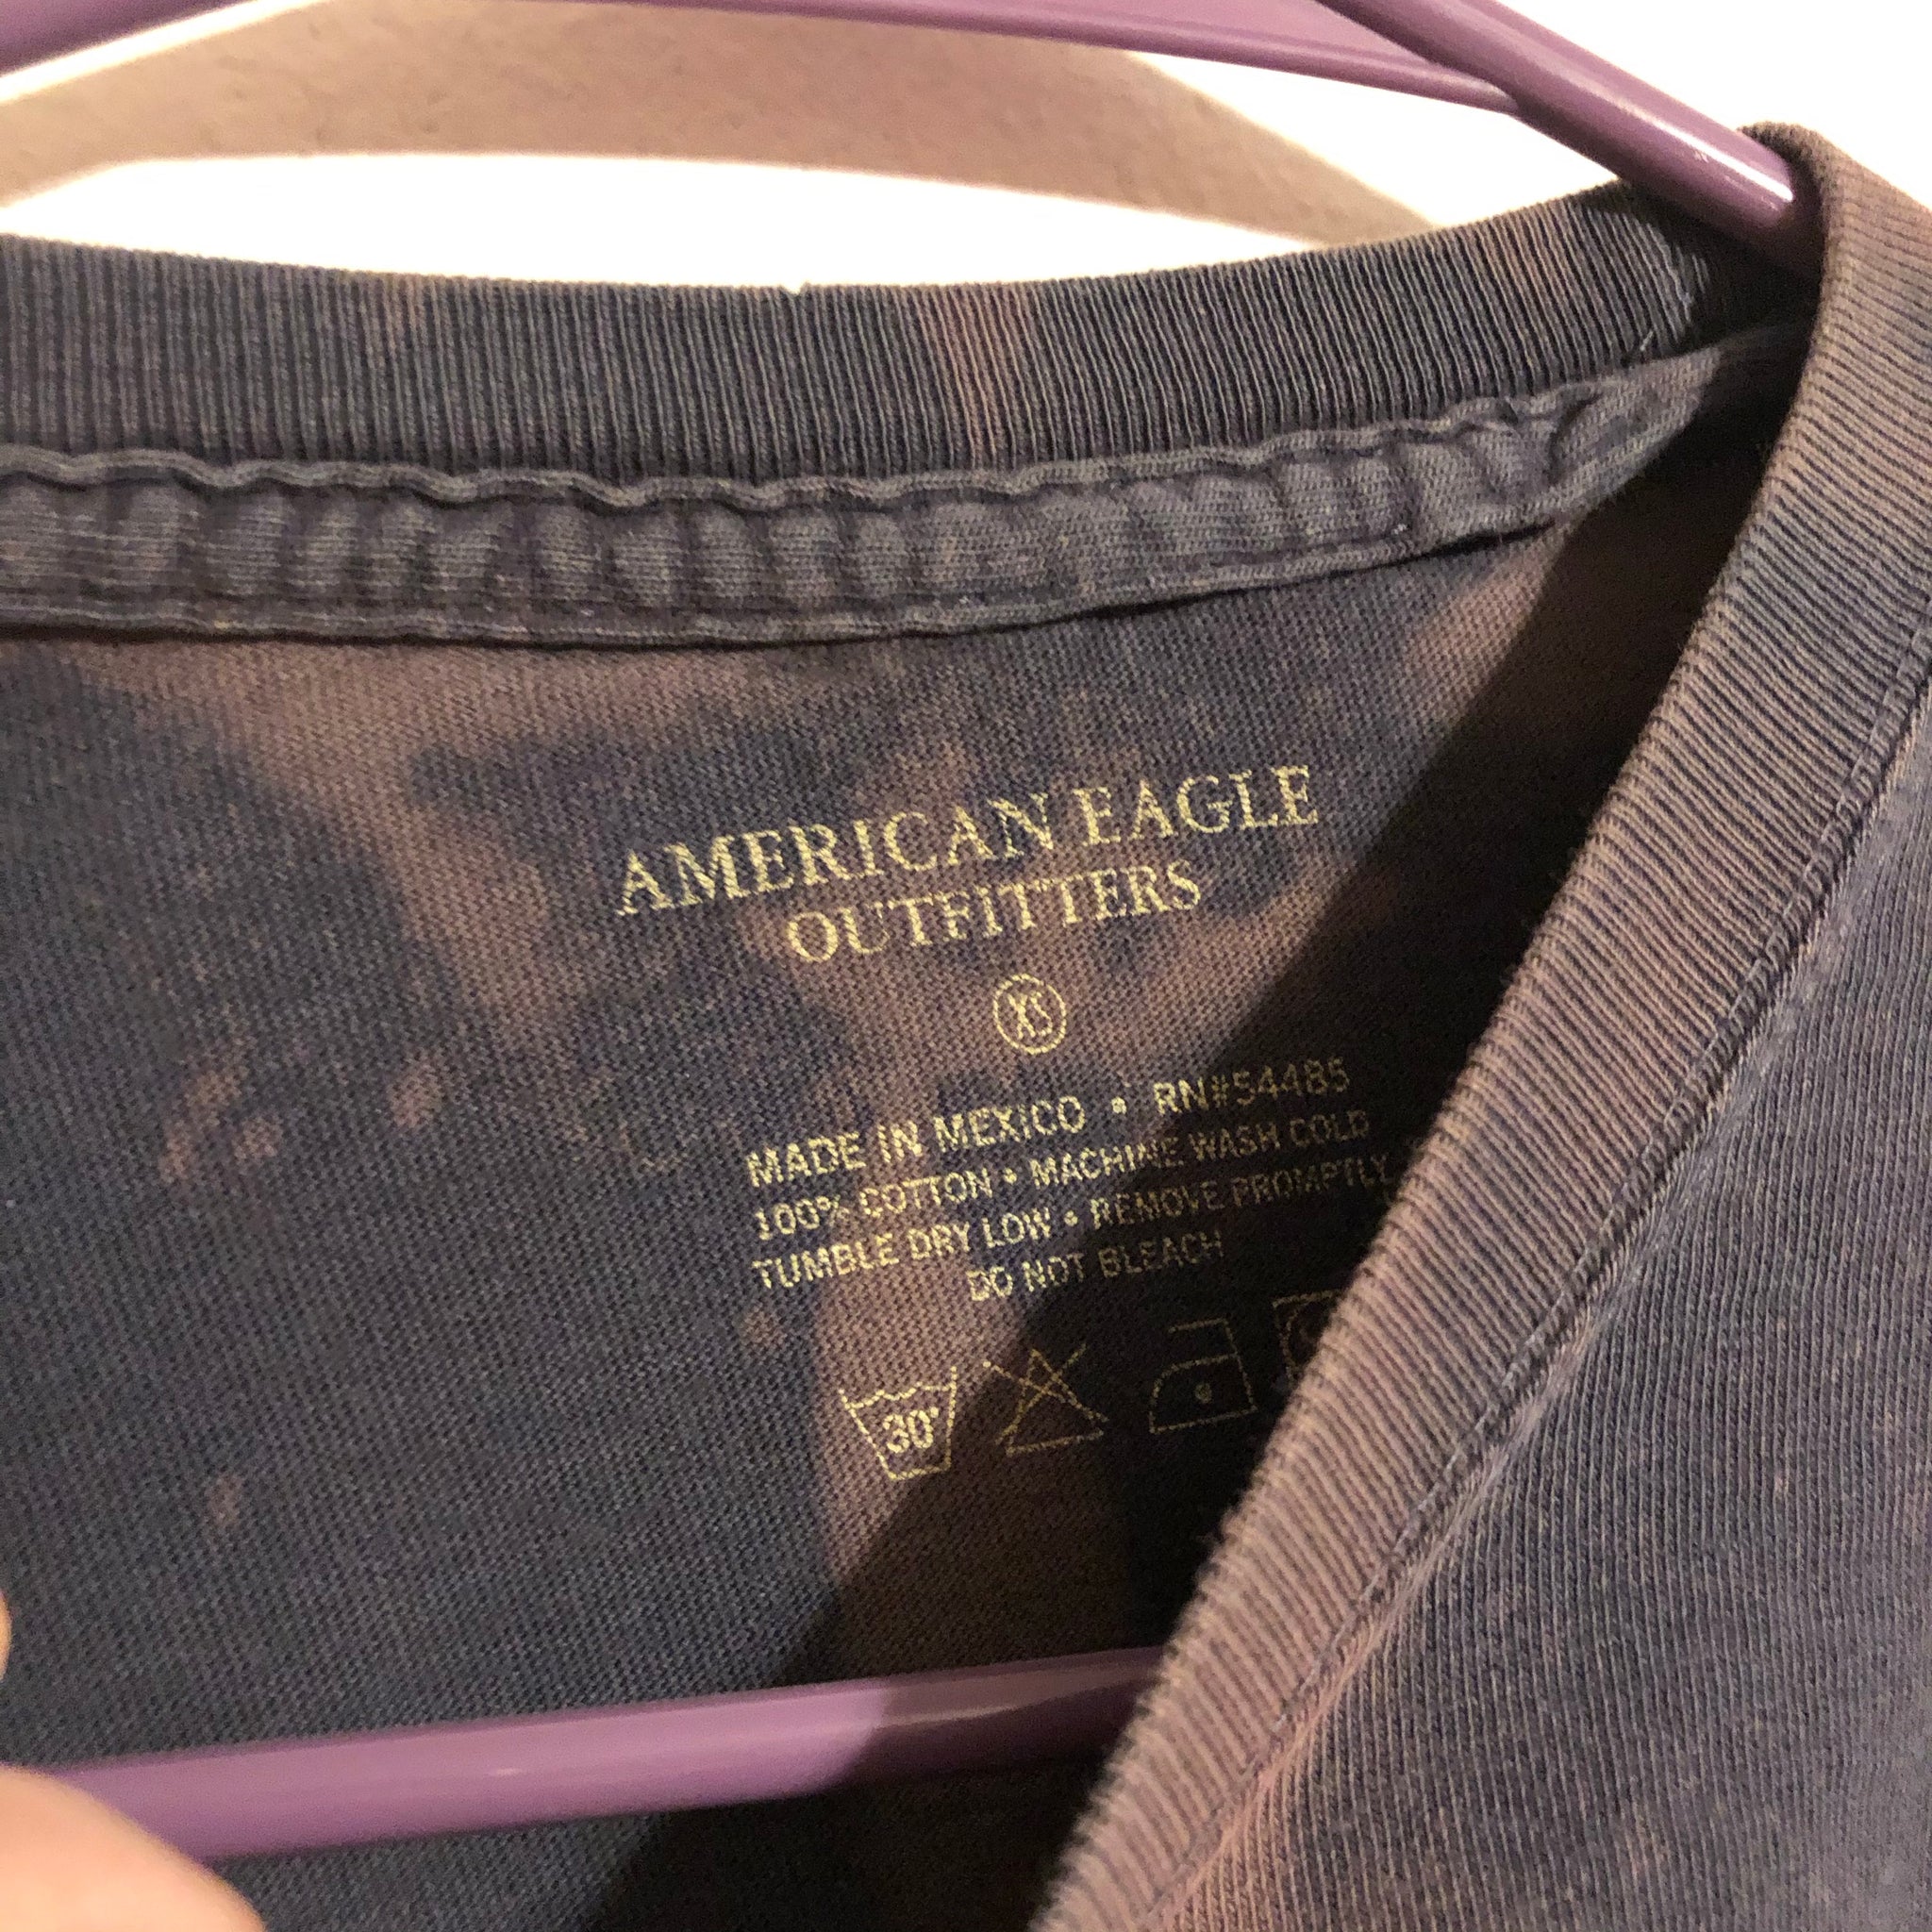 AMERICAN EAGLE
OUTFITTERS
XS
MADE IN MEXICO • RN#54485
100% COTTON • MACHINE WASH COLD
TUMBLE DRY LOW • REMOVE PROMPTLY
DO NOT BLEACH
30°